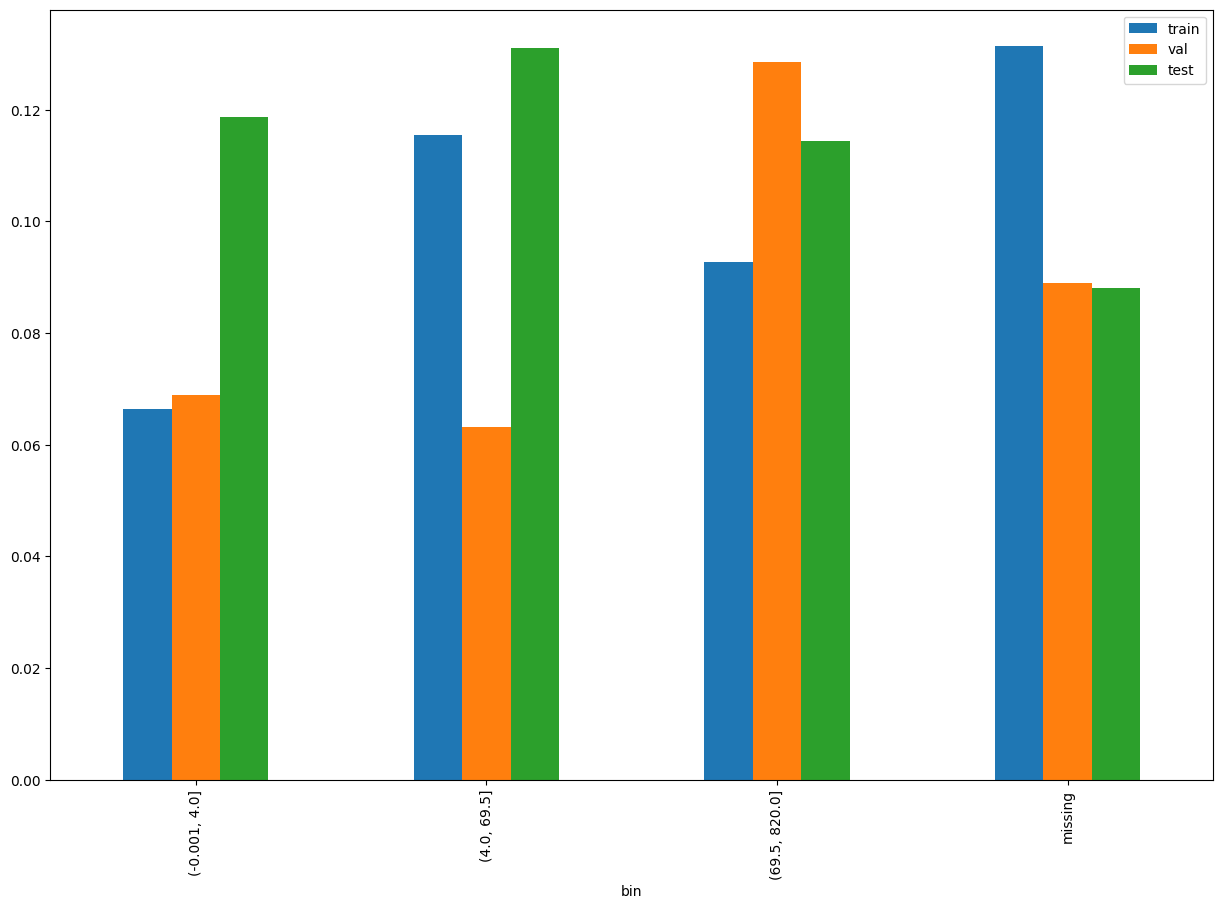 train
val
test
0.12
0.10
0.08
0.06
0.04
0.02
0.00
(-0.001, 4.0]
(4.0, 69.5]
(69.5, 820.0]
missing
bin